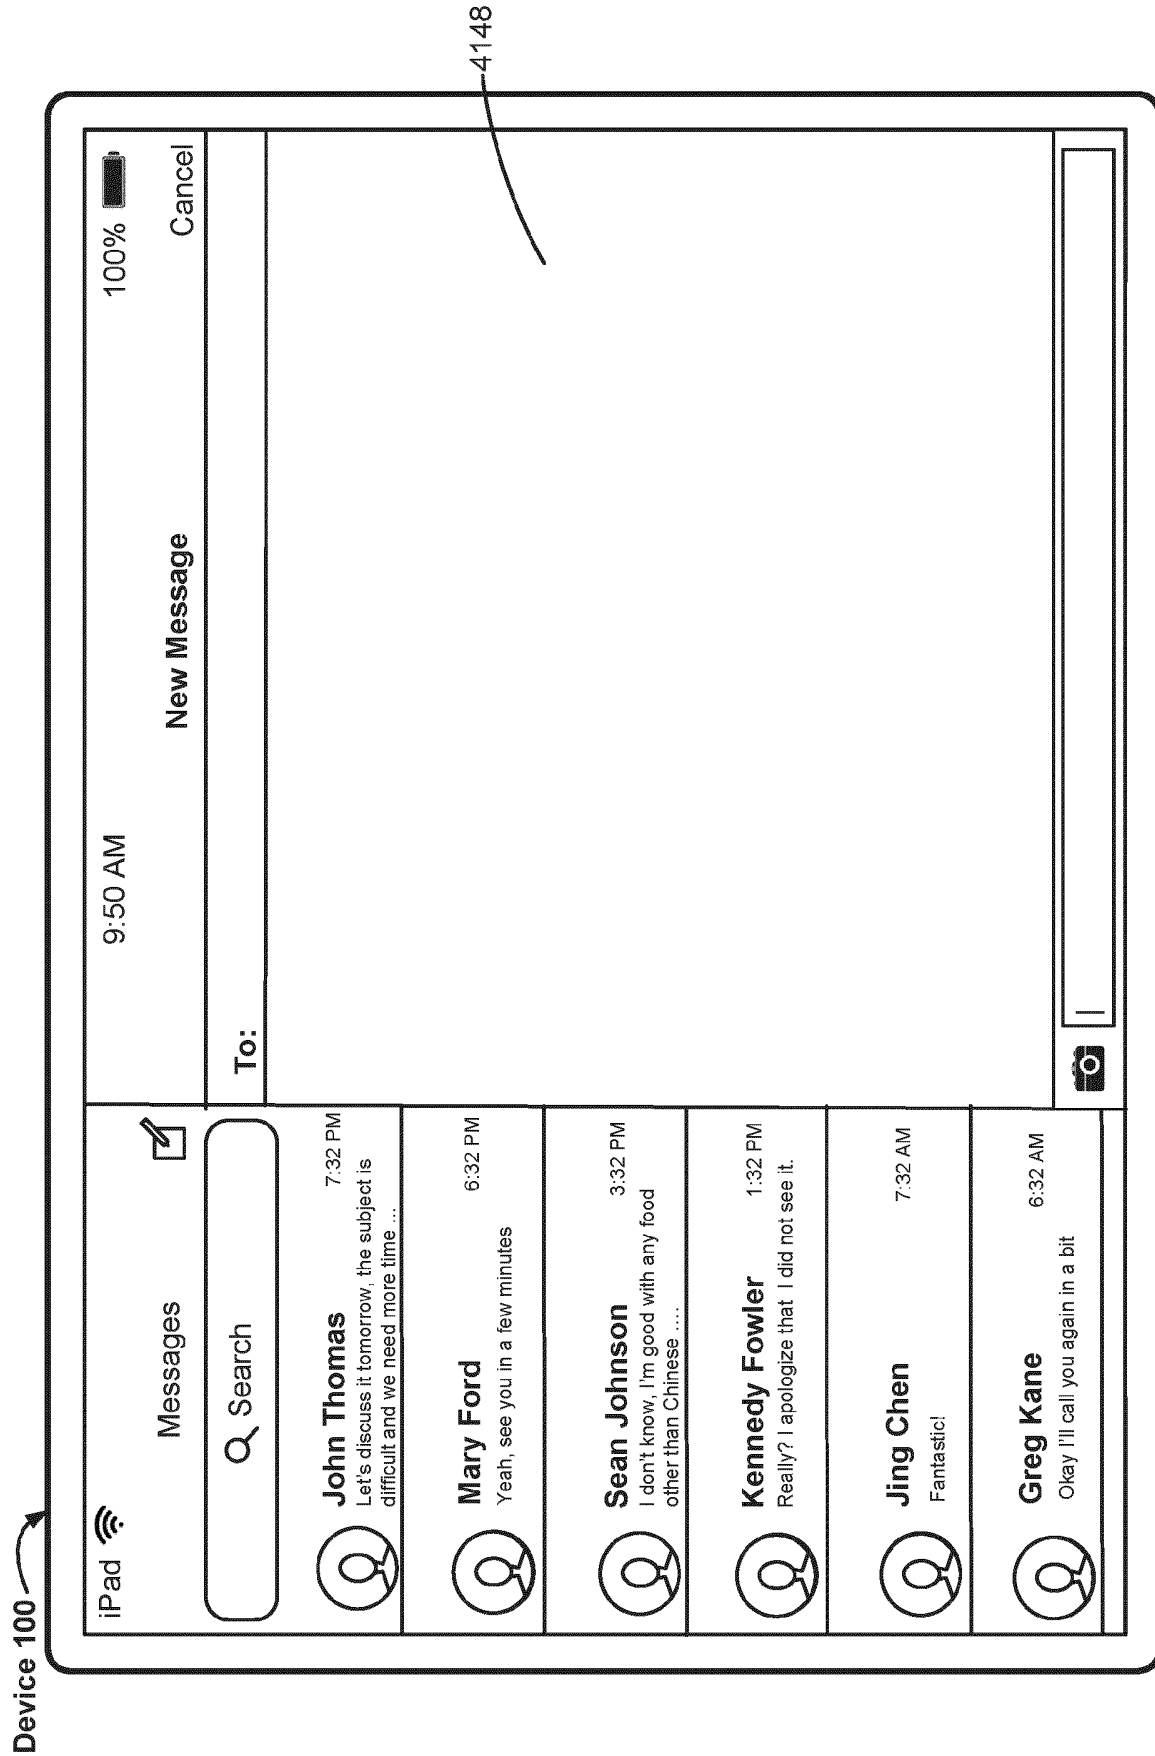 Device 100
4148
iPad
9:50 AM
100%
Messages
New Message
Cancel
Search
To:
John Thomas
7:32 PM
Let's discuss it tomorrow, the subject is
difficult and we need more time ...
Mary Ford
6:32 PM
Yeah, see you in a few minutes
Sean Johnson
3:32 PM
I don't know, I'm good with any food
other than Chinese ....
Kennedy Fowler
1:32 PM
Really? I apologize that I did not see it.
Jing Chen
7:32 AM
Fantastic!
Greg Kane
6:32 AM
Okay I'll call you again in a bit